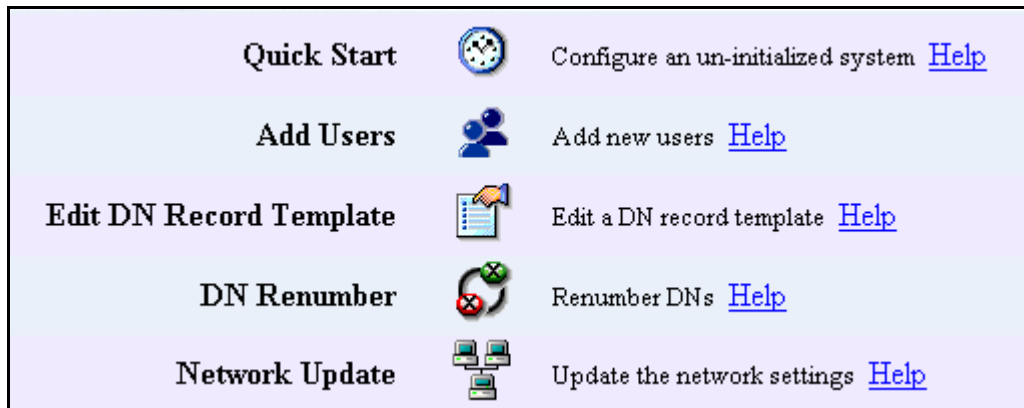 Quick Start Configure an un-initialized system Help
Add Users Add new users Help
Edit DN Record Template Edit a DN record template Help
DN Renumber Renumber DNs Help
Network Update Update the network settings Help